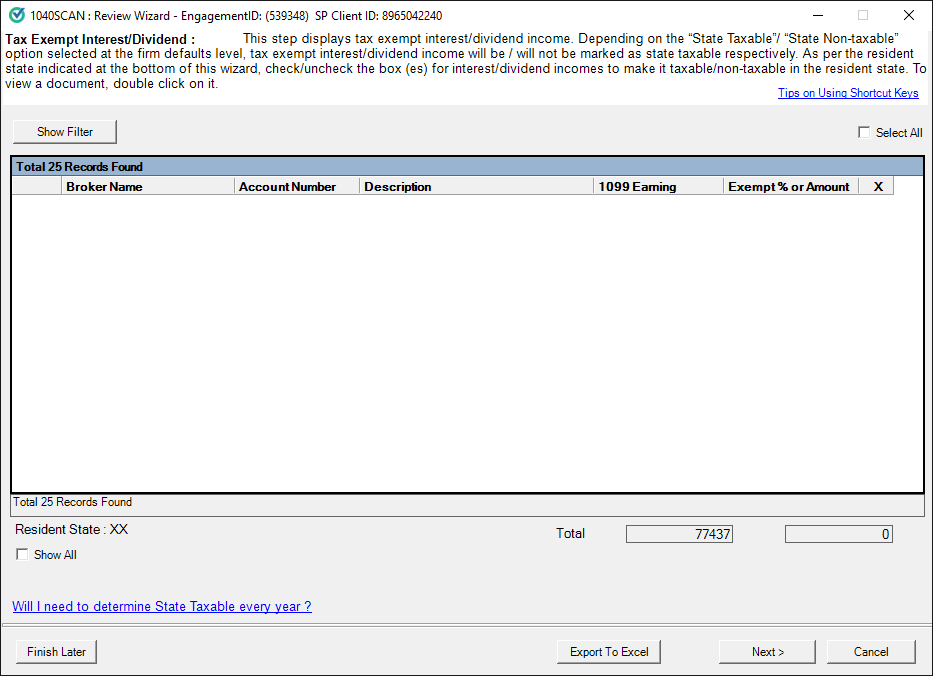 1040SCAN : Review Wizard - EngagementID: (539348)  SP Client ID: 8965042240
Tax Exempt Interest/Dividend : This step displays tax exempt interest/dividend income. Depending on the “State Taxable”/ “State Non-taxable”
option selected at the firm defaults level, tax exempt interest/dividend income will be / will not be marked as state taxable respectively. As per the resident
state indicated at the bottom of this wizard, check/uncheck the box (es) for interest/dividend incomes to make it taxable/non-taxable in the resident state. To
view a document, double click on it.
Tips on Using Shortcut Keys
Show Filter
Select All
Total 25 Records Found
Broker Name Account Number Description 1099 Earning Exempt % or Amount X
Total 25 Records Found
Resident State : XX
Total 77437 0
Show All
Will I need to determine State Taxable every year ?
Finish Later Export To Excel Next > Cancel